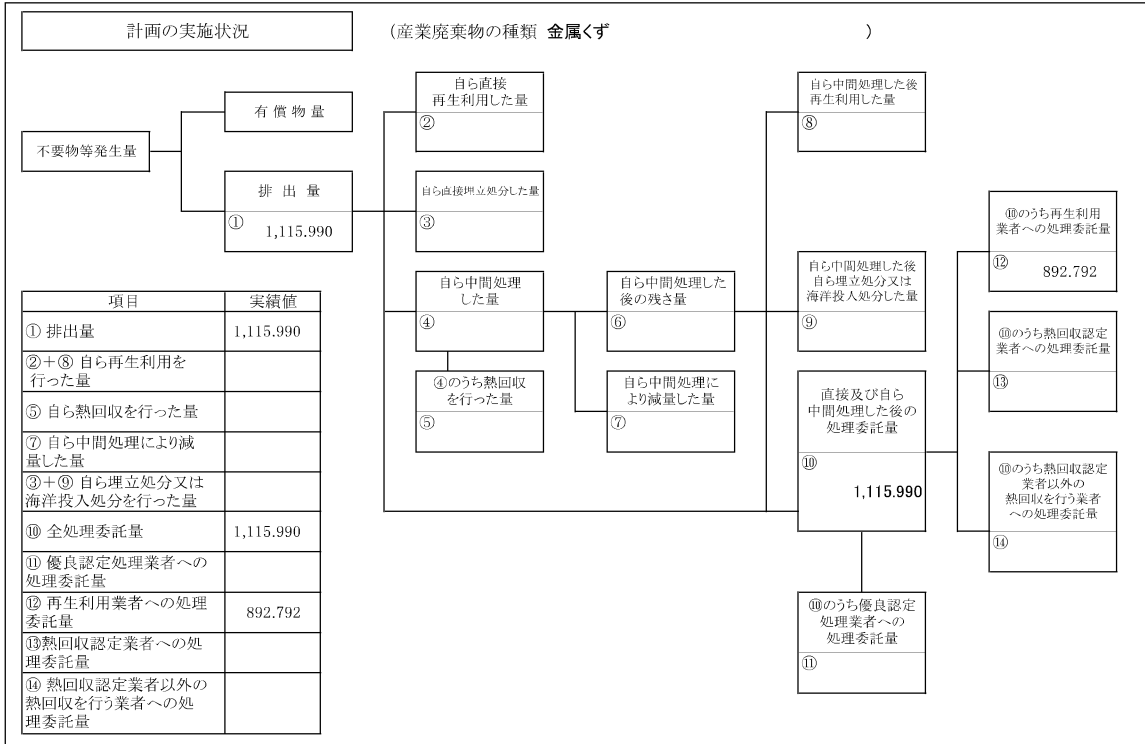 計画の実施状況
(産業廃棄物の種類 金属くず )
不要物等発生量
有償物量
排出量
① 1,115.990
自ら直接
再生利用した量
②
自ら直接埋立処分した量
③
自ら中間処理
した量
④
④のうち熱回収
を行った量
⑤
自ら中間処理した
後の残さ量
⑥
自ら中間処理に
より減量した量
⑦
自ら中間処理した後
再生利用した量
⑧
自ら中間処理した後
自ら埋立処分又は
海洋投入処分した量
⑨
直接及び自ら
中間処理した後の
処理委託量
⑩
1,115.990
⑩のうち優良認定
処理業者への
処理委託量
⑪
⑩のうち再生利用
業者への処理委託量
⑫ 892.792
⑩のうち熱回収認定
業者への処理委託量
⑬
⑩のうち熱回収認定
業者以外の
熱回収を行う業者
への処理委託量
⑭
項目 実績値
① 排出量 1,115.990
②+⑧ 自ら再生利用を
行った量
⑤ 自ら熱回収を行った量
⑦ 自ら中間処理により減
量した量
③+⑨ 自ら埋立処分又は
海洋投入処分を行った量
⑩ 全処理委託量 1,115.990
⑪ 優良認定処理業者への
処理委託量
⑫ 再生利用業者への処理
委託量 892.792
⑬熱回収認定業者への処
理委託量
⑭ 熱回収認定業者以外の
熱回収を行う業者への処
理委託量